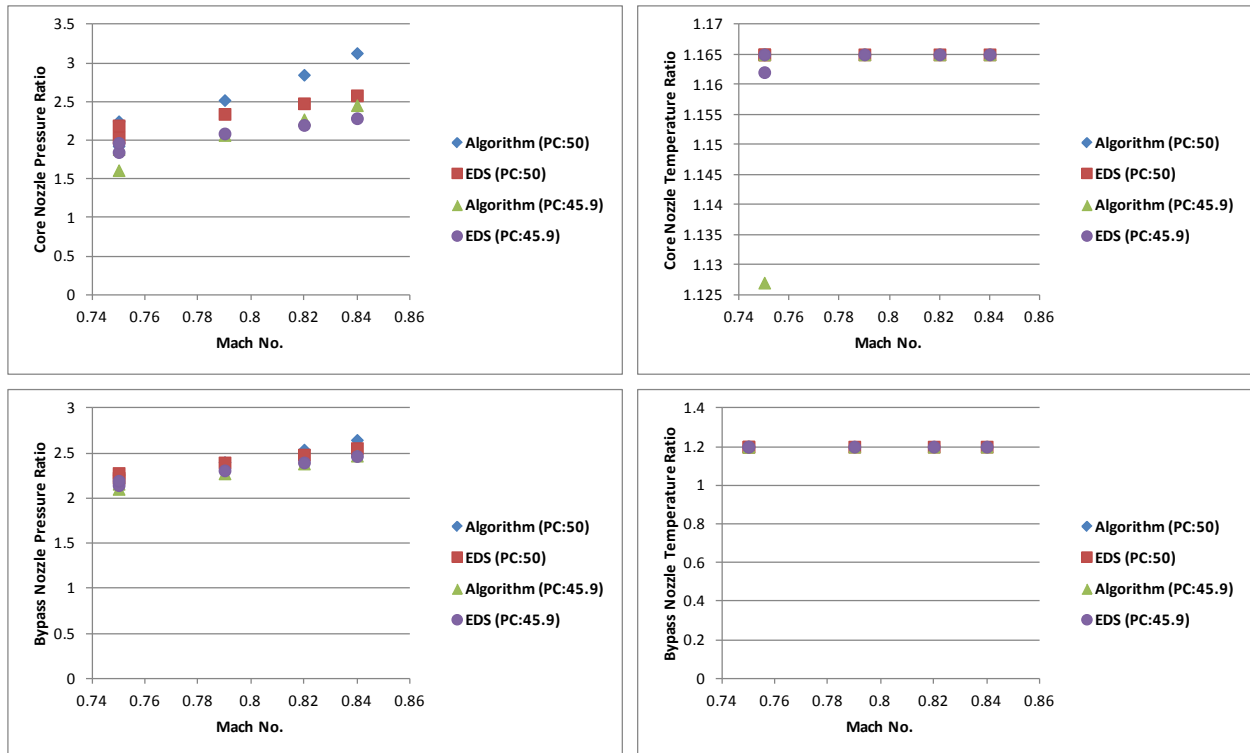 3.5
3
2.5
2
1.5
1
0.5
0
Core Nozzle Pressure Ratio
0.74 0.76 0.78 0.8 0.82 0.84 0.86
Mach No.
Algorithm (PC:50)
EDS (PC:50)
Algorithm (PC:45.9)
EDS (PC:45.9)
1.17
1.165
1.16
1.155
1.15
1.145
1.14
1.135
1.13
1.125
Core Nozzle Temperature Ratio
0.74 0.76 0.78 0.8 0.82 0.84 0.86
Mach No.
Algorithm (PC:50)
EDS (PC:50)
Algorithm (PC:45.9)
EDS (PC:45.9)
3
2.5
2
1.5
1
0.5
0
Bypass Nozzle Pressure Ratio
0.74 0.76 0.78 0.8 0.82 0.84 0.86
Mach No.
Algorithm (PC:50)
EDS (PC:50)
Algorithm (PC:45.9)
EDS (PC:45.9)
1.4
1.2
1
0.8
0.6
0.4
0.2
0
Bypass Nozzle Temperature Ratio
0.74 0.76 0.78 0.8 0.82 0.84 0.86
Mach No.
Algorithm (PC:50)
EDS (PC:50)
Algorithm (PC:45.9)
EDS (PC:45.9)